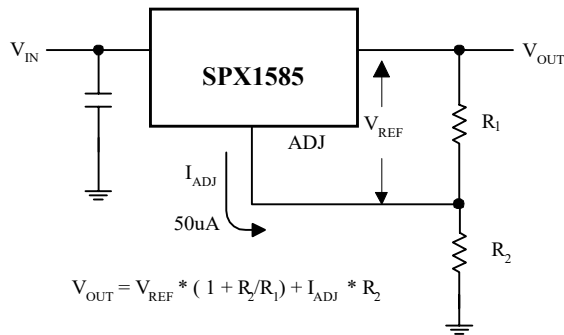 V_IN
SPX1585
V_OUT
ADJ
V_REF
R_1
I_ADJ
50uA
R_2
V_OUT = V_REF * ( 1 + R_2/R_1) + I_ADJ * R_2